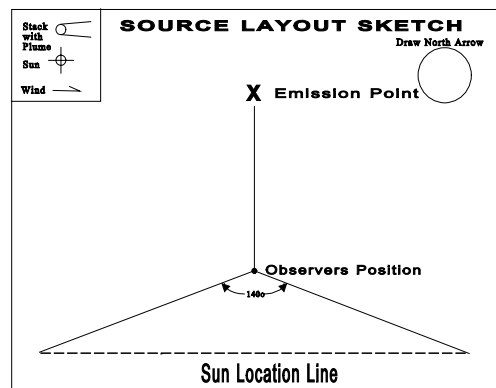 SOURCE LAYOUT SKETCH
Stack
with
Plume
Sun
Wind
Draw North Arrow
X Emission Point
Observers Position
140o
Sun Location Line